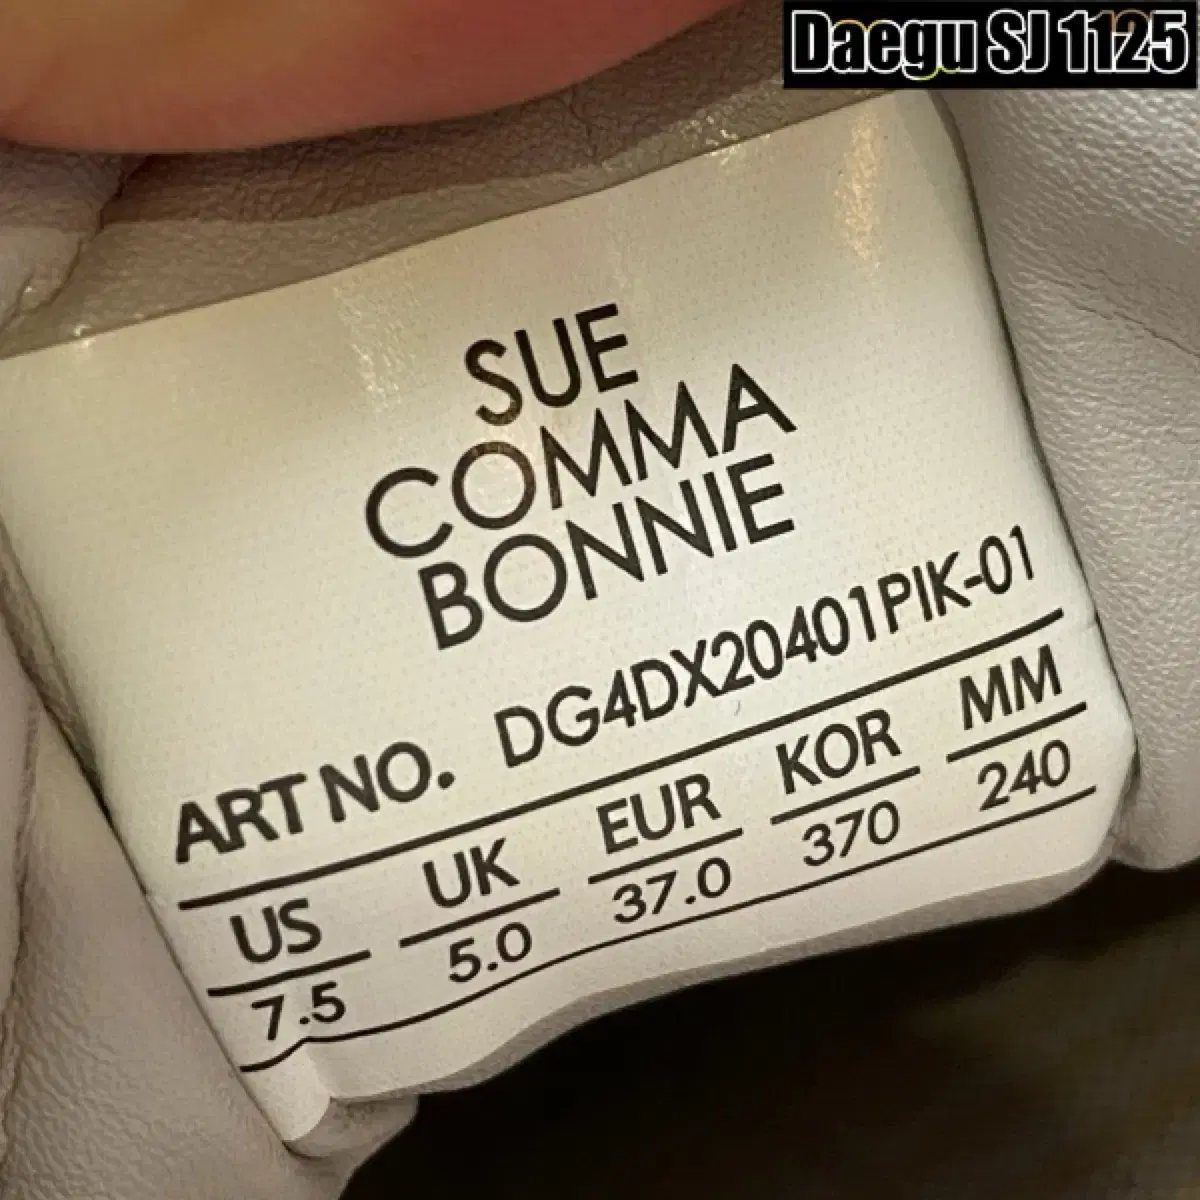 Daegu SJ 1125
SUE
COMMA
BONNIE
ART NO. DG4DX20401PIK-01
US UK EUR KOR MM
7.5 5.0 37.0 370 240